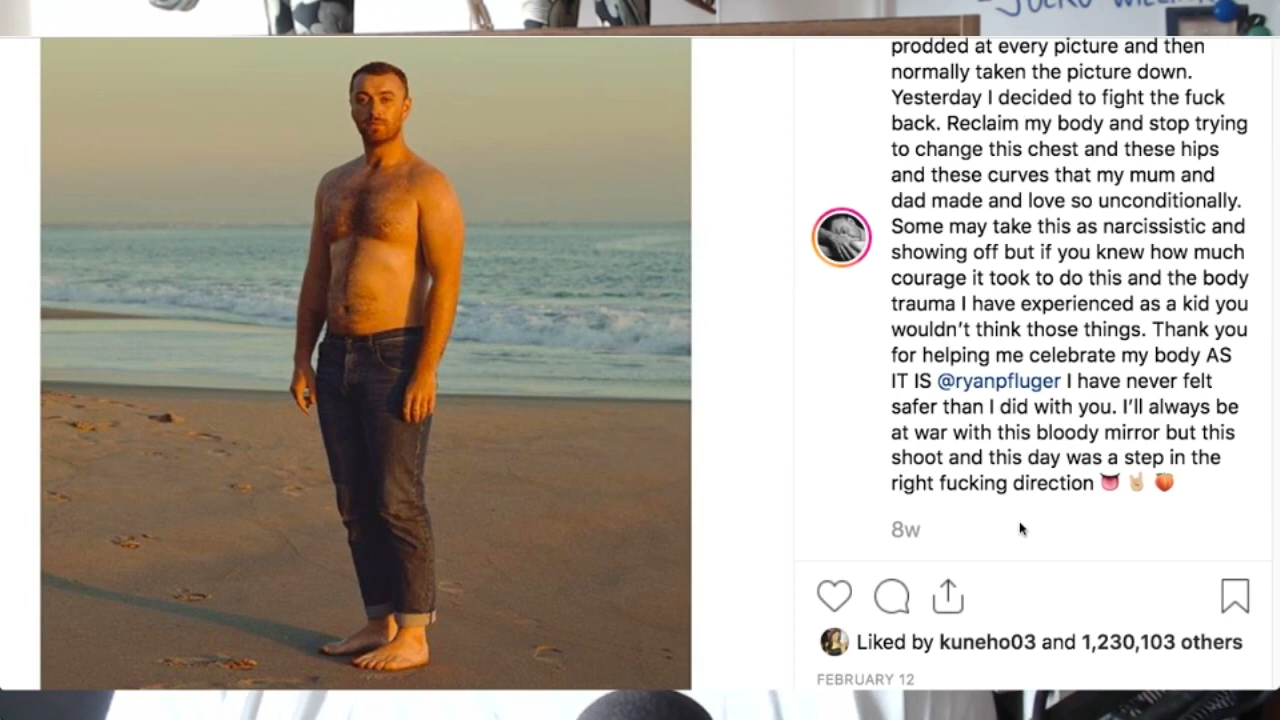 prodded at every picture and then
normally taken the picture down.
Yesterday I decided to fight the fuck
back. Reclaim my body and stop trying
to change this chest and these hips
and these curves that my mum and
dad made and love so unconditionally.
Some may take this as narcissistic and
showing off but if you knew how much
courage it took to do this and the body
trauma I have experienced as a kid you
wouldn’t think those things. Thank you
for helping me celebrate my body AS
IT IS @ryanpfluger I have never felt
safer than I did with you. I’ll always be
at war with this bloody mirror but this
shoot and this day was a step in the
right fucking direction 👅 🤘🏼 🍑
8w
Liked by kuneho03 and 1,230,103 others
FEBRUARY 12